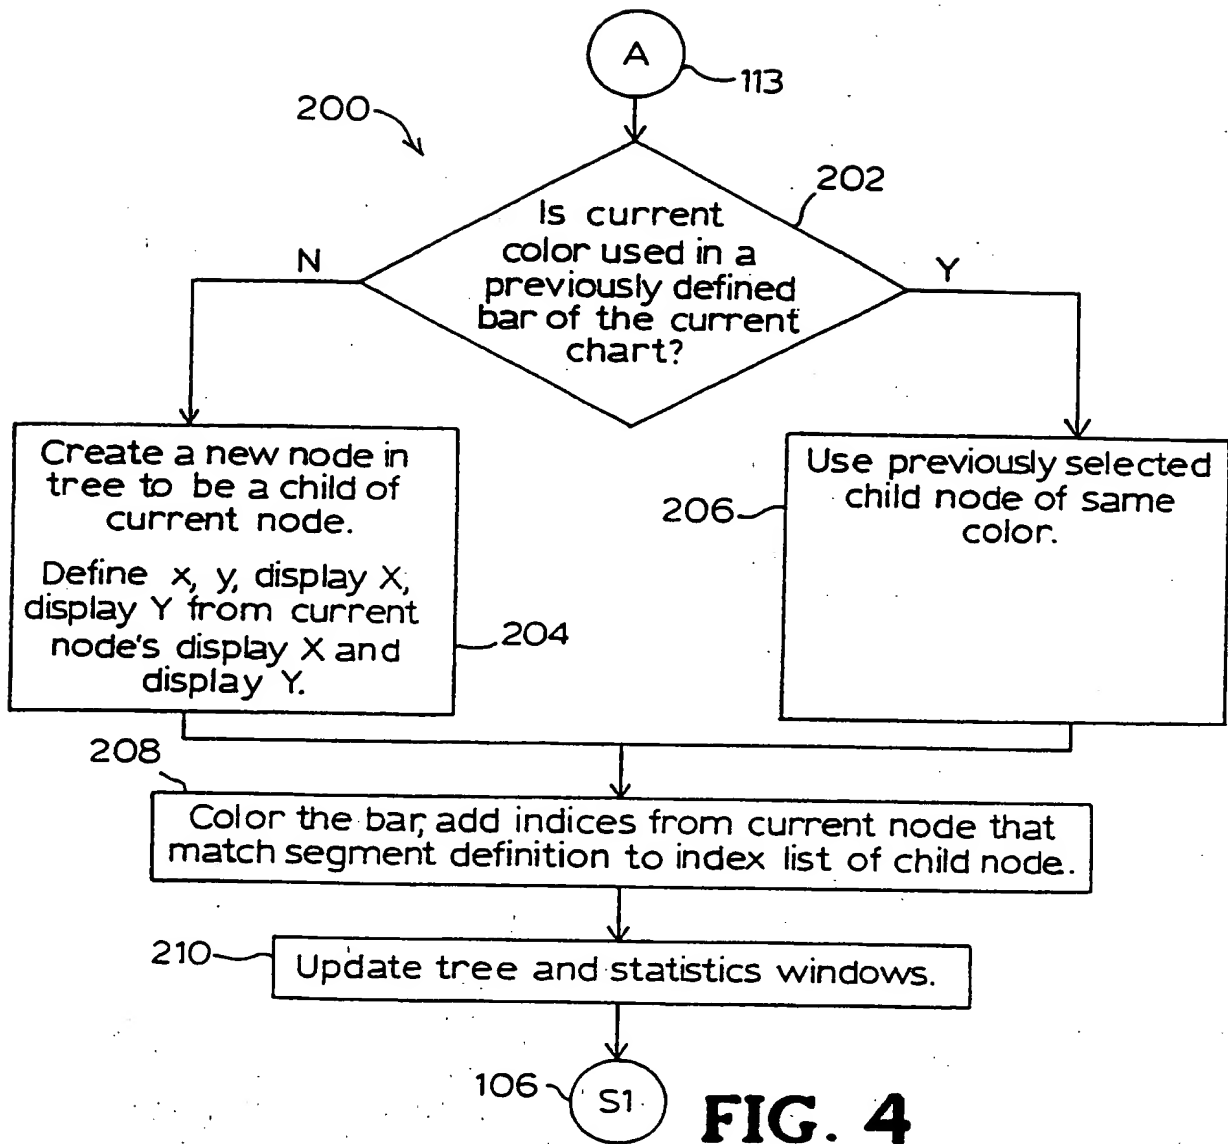 A
113
200
202
Is current
color used in a
previously defined
bar of the current
chart?
N
Y
Create a new node in
tree to be a child of
current node.
Define x, y, display X,
display Y from current
node's display X and
display Y.
204
206
Use previously selected
child node of same
color.
208
Color the bar, add indices from current node that
match segment definition to index list of child node.
210
Update tree and statistics windows.
106
S1
FIG. 4